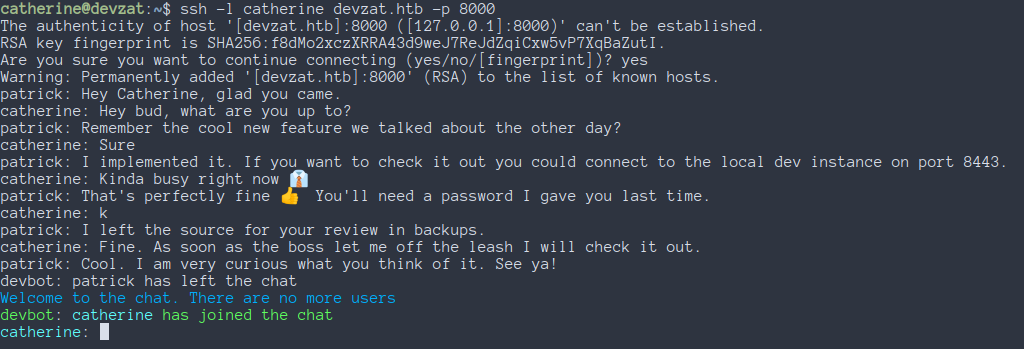 catherine@devzat:~$ ssh -l catherine devzat.htb -p 8000
The authenticity of host '[devzat.htb]:8000 ([127.0.0.1]:8000)' can't be established.
RSA key fingerprint is SHA256:f8dMo2xczXRRA43d9weJ7ReJdZqiCxw5vP7XqBaZutI.
Are you sure you want to continue connecting (yes/no/[fingerprint])? yes
Warning: Permanently added '[devzat.htb]:8000' (RSA) to the list of known hosts.
patrick: Hey Catherine, glad you came.
catherine: Hey bud, what are you up to?
patrick: Remember the cool new feature we talked about the other day?
catherine: Sure
patrick: I implemented it. If you want to check it out you could connect to the local dev instance on port 8443.
catherine: Kinda busy right now 👔
patrick: That's perfectly fine 👍 You'll need a password I gave you last time.
catherine: k
patrick: I left the source for your review in backups.
catherine: Fine. As soon as the boss let me off the leash I will check it out.
patrick: Cool. I am very curious what you think of it. See ya!
devbot: patrick has left the chat
Welcome to the chat. There are no more users
devbot: catherine has joined the chat
catherine: